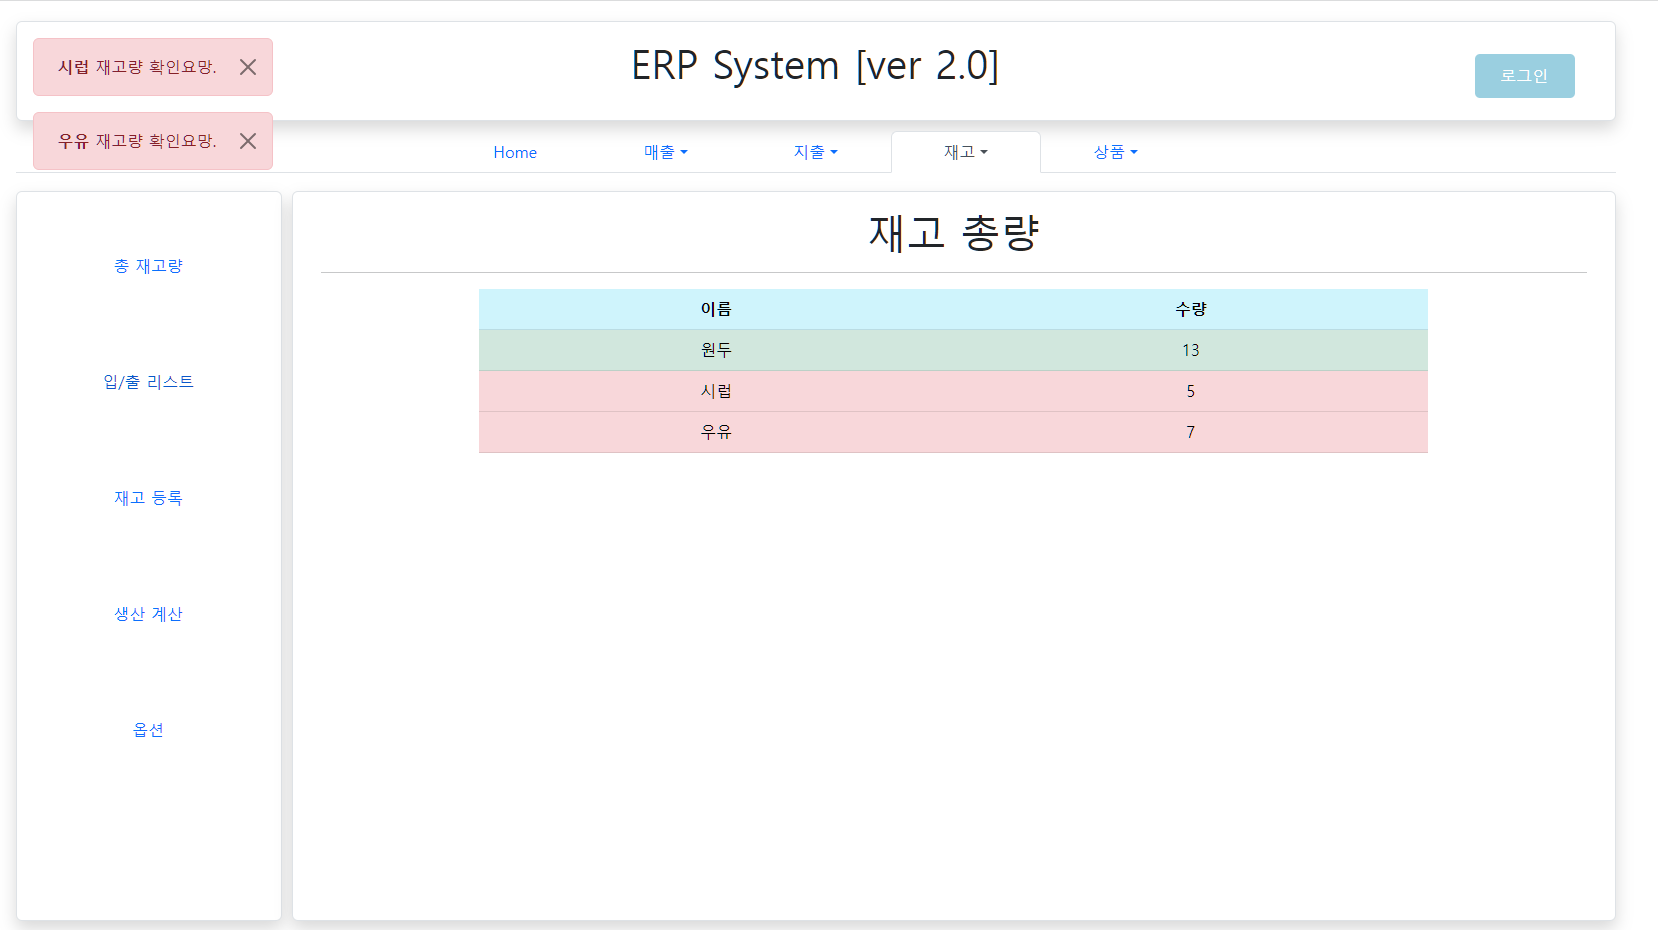 시럽 재고량 확인요망.
우유 재고량 확인요망.
ERP System [ver 2.0]
로그인
Home 매출 지출 재고 상품
총 재고량
입/출 리스트
재고 등록
생산 계산
옵션
재고 총량
이름 수량
원두 13
시럽 5
우유 7